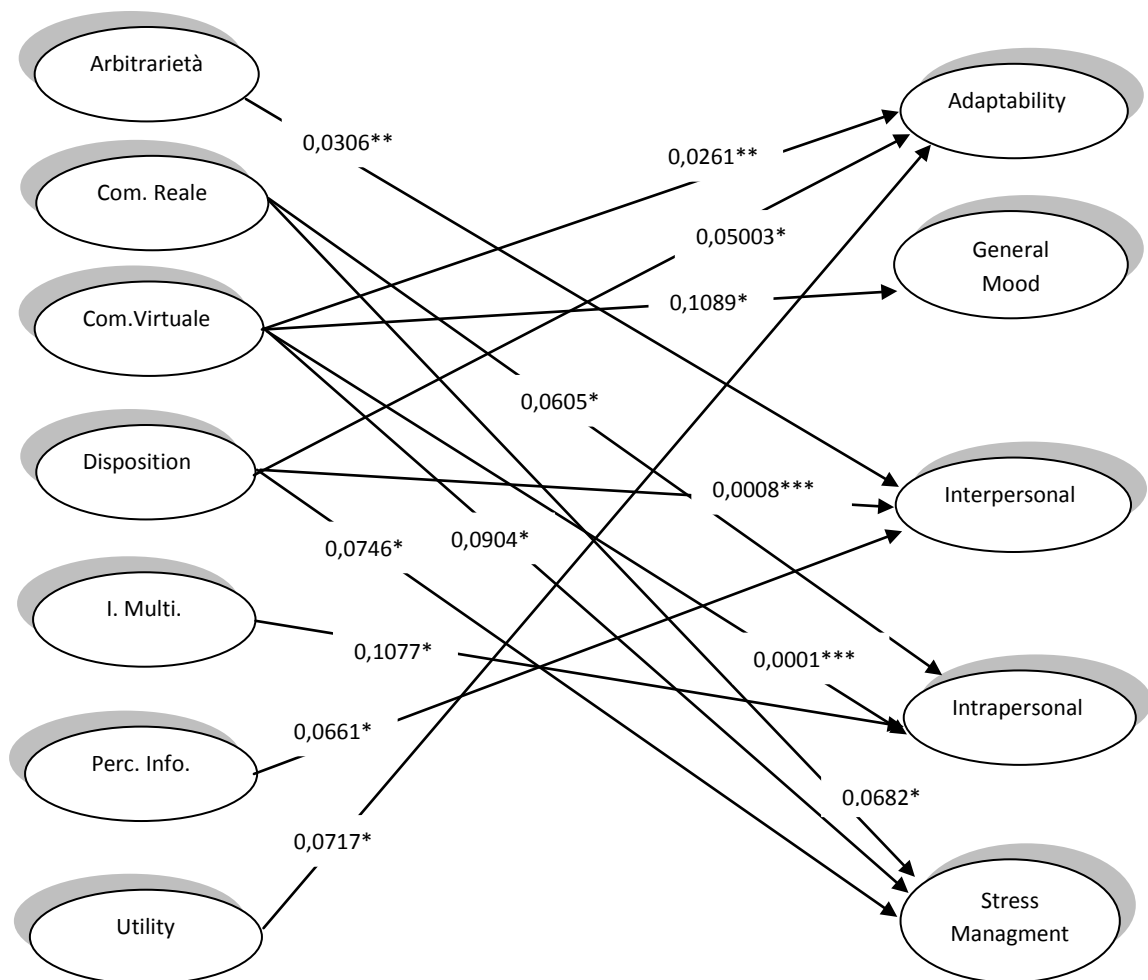 Arbitrarietà
Adaptability
0,0306**
0,0261**
Com. Reale
0,05003*
General
Mood
0,1089*
Com.Virtuale
0,0605*
Disposition
0,0008***
Interpersonal
0,0746*
0,0904*
I. Multi.
0,1077*
0,0001***
Intrapersonal
0,0661*
Perc. Info.
0,0682*
0,0717*
Utility
Stress
Managment